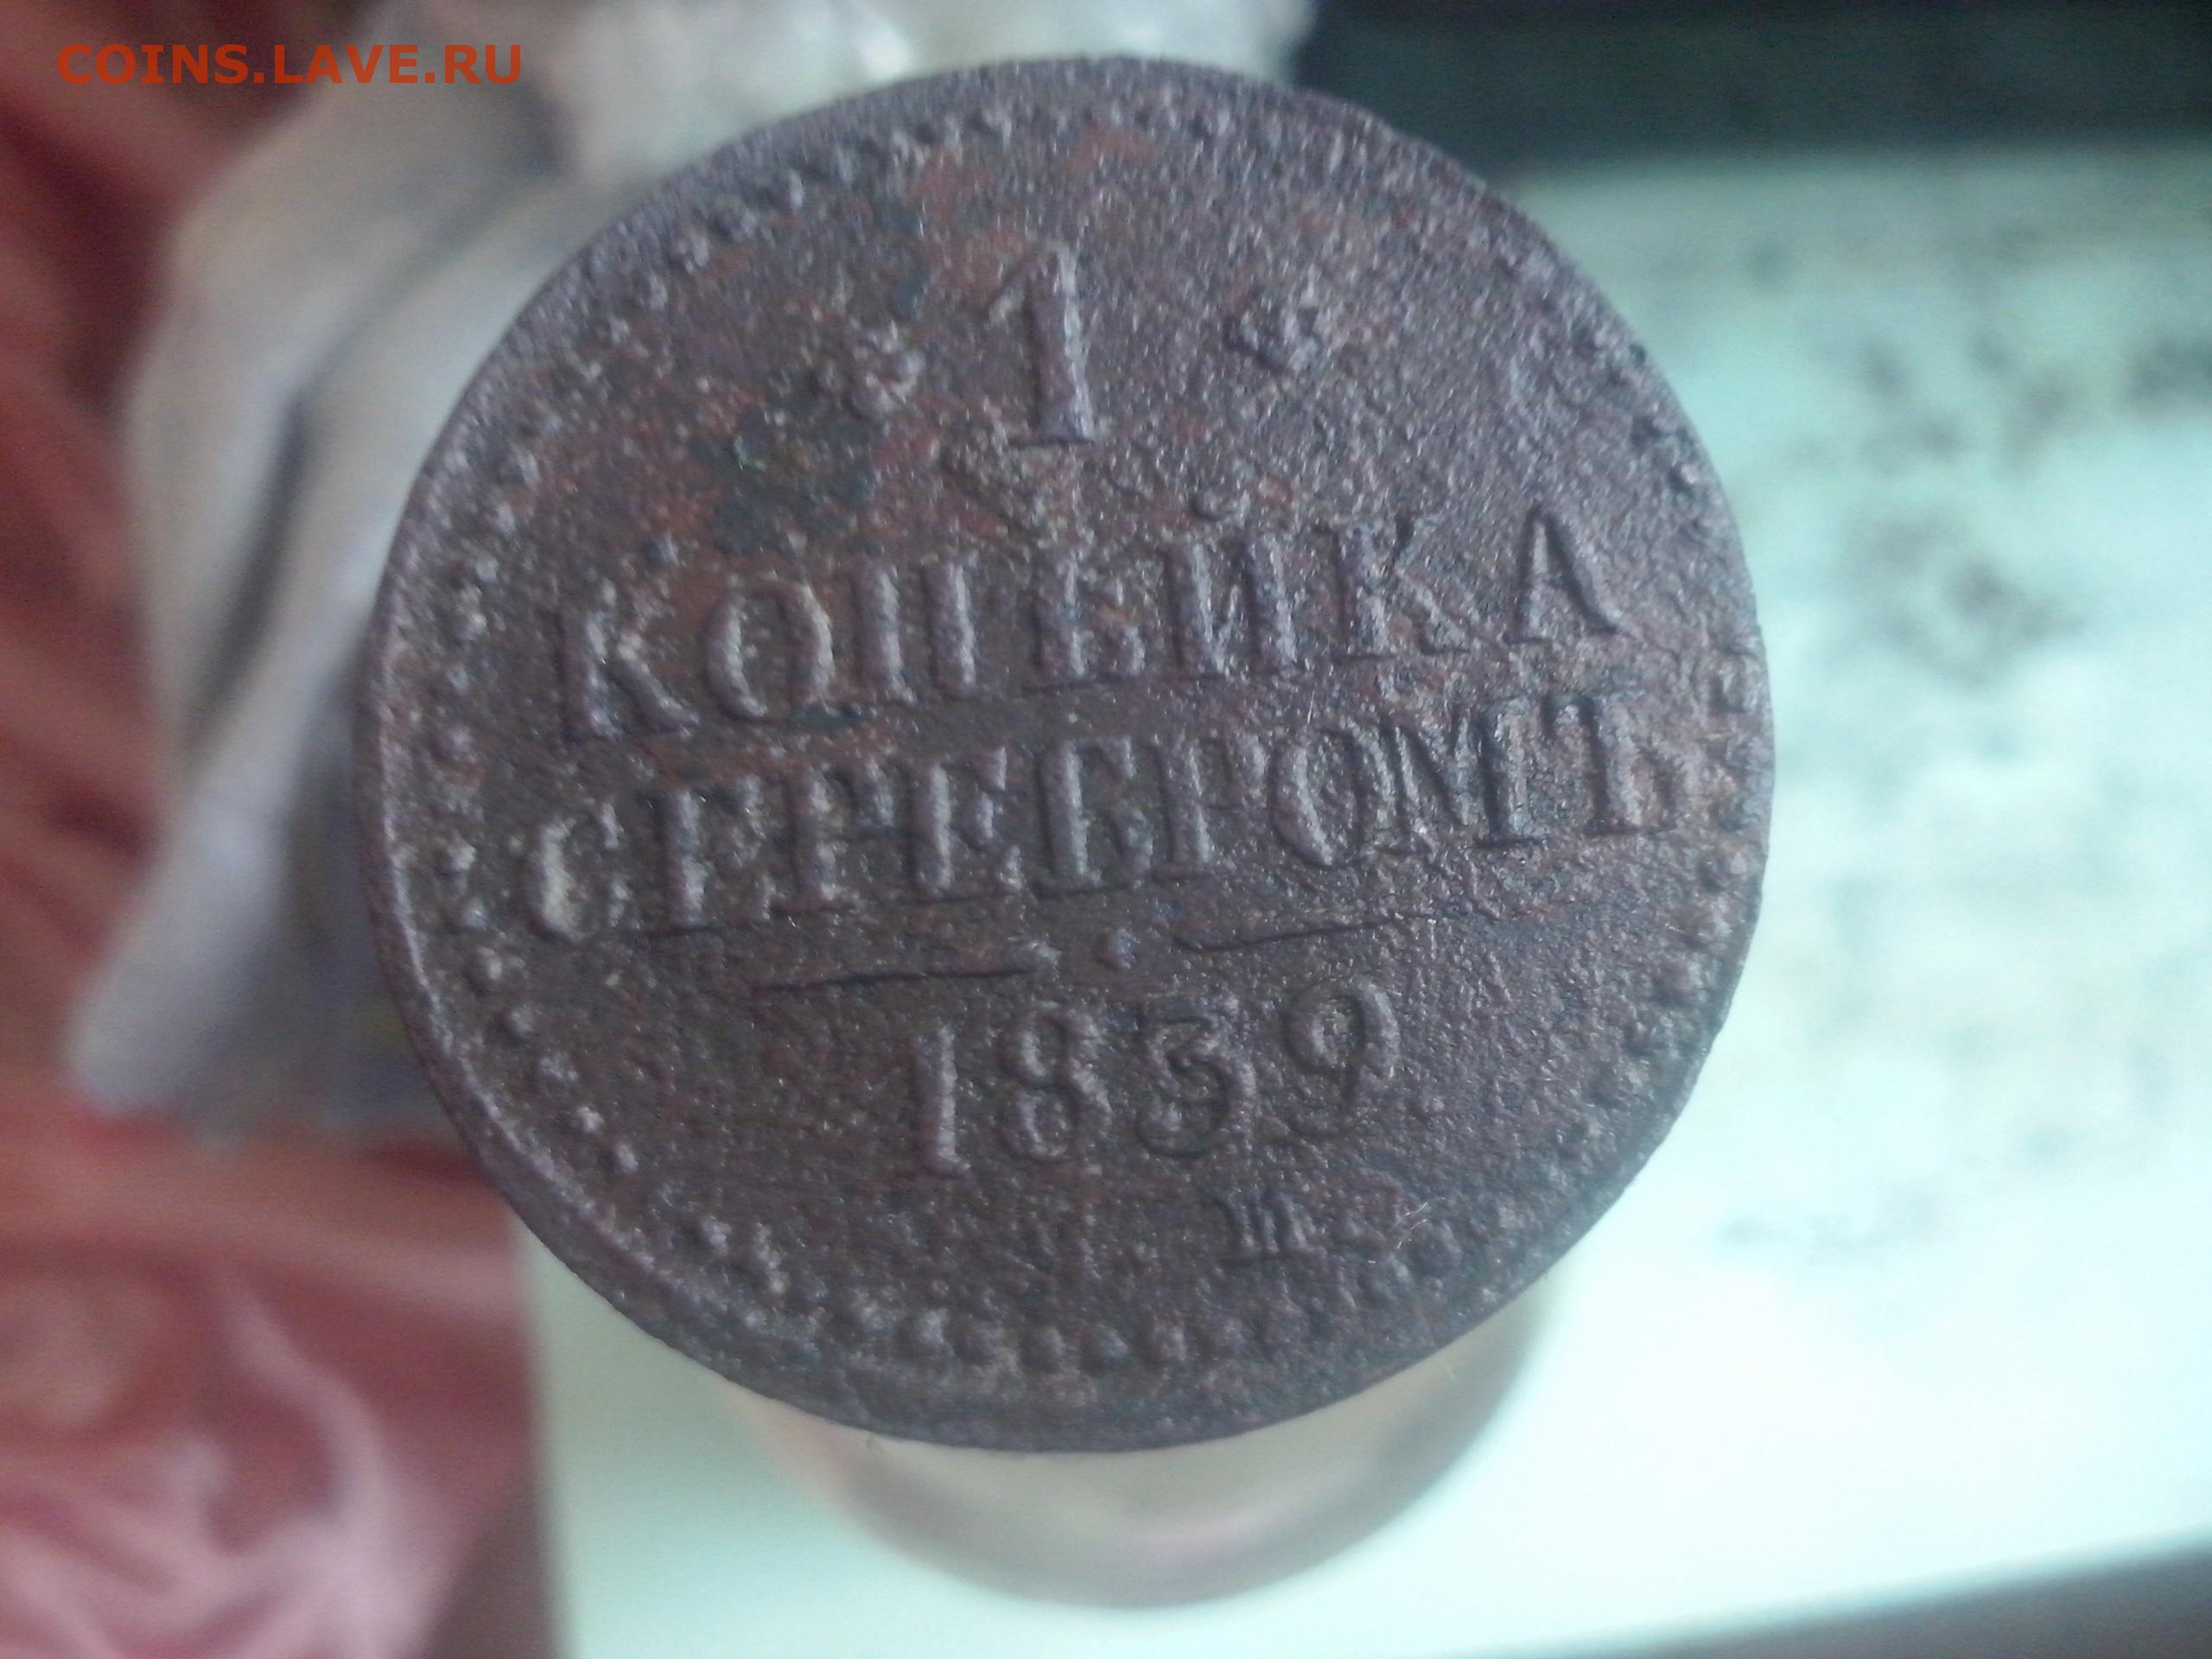 COINS.LAVE.RU
1
КОПѢЙКА
СЕРЕБРОМЪ
1839